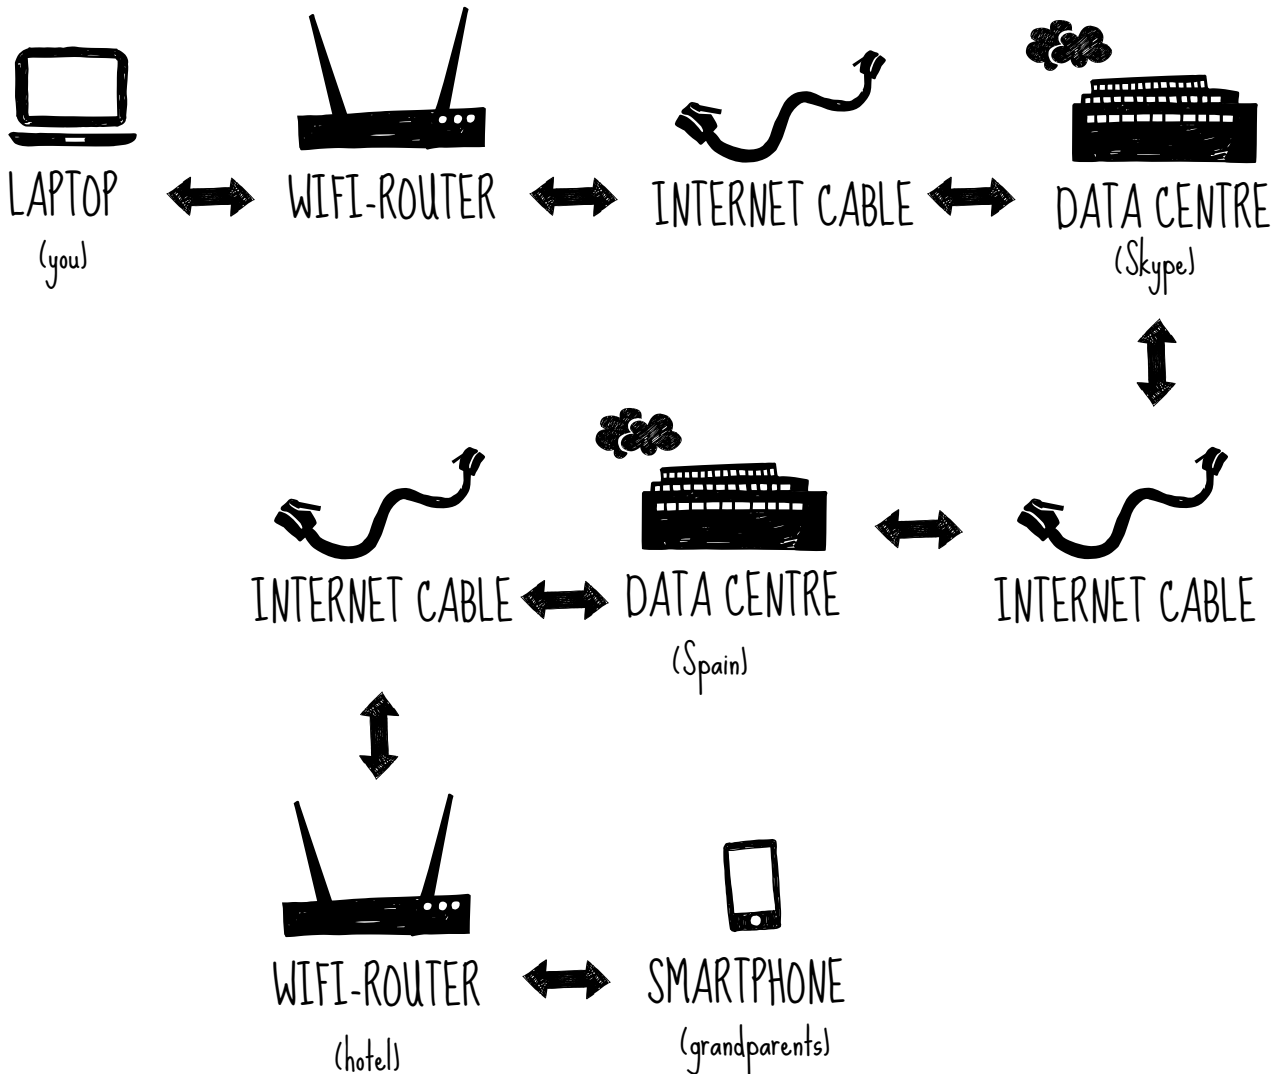 LAPTOP
(you)
WIFI-ROUTER
INTERNET CABLE
DATA CENTRE
(Skype)
INTERNET CABLE
DATA CENTRE
(Spain)
INTERNET CABLE
WIFI-ROUTER
(hotel)
SMARTPHONE
(grandparents)